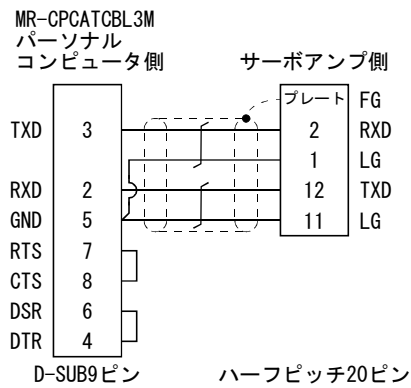 MR-CPCATCBL3M
パーソナル
コンピュータ側 サーボアンプ側
プレート FG
TXD 3 2 RXD
1 LG
RXD 2 12 TXD
GND 5 11 LG
RTS 7
CTS 8
DSR 6
DTR 4
D-SUB9ピン ハーフピッチ20ピン